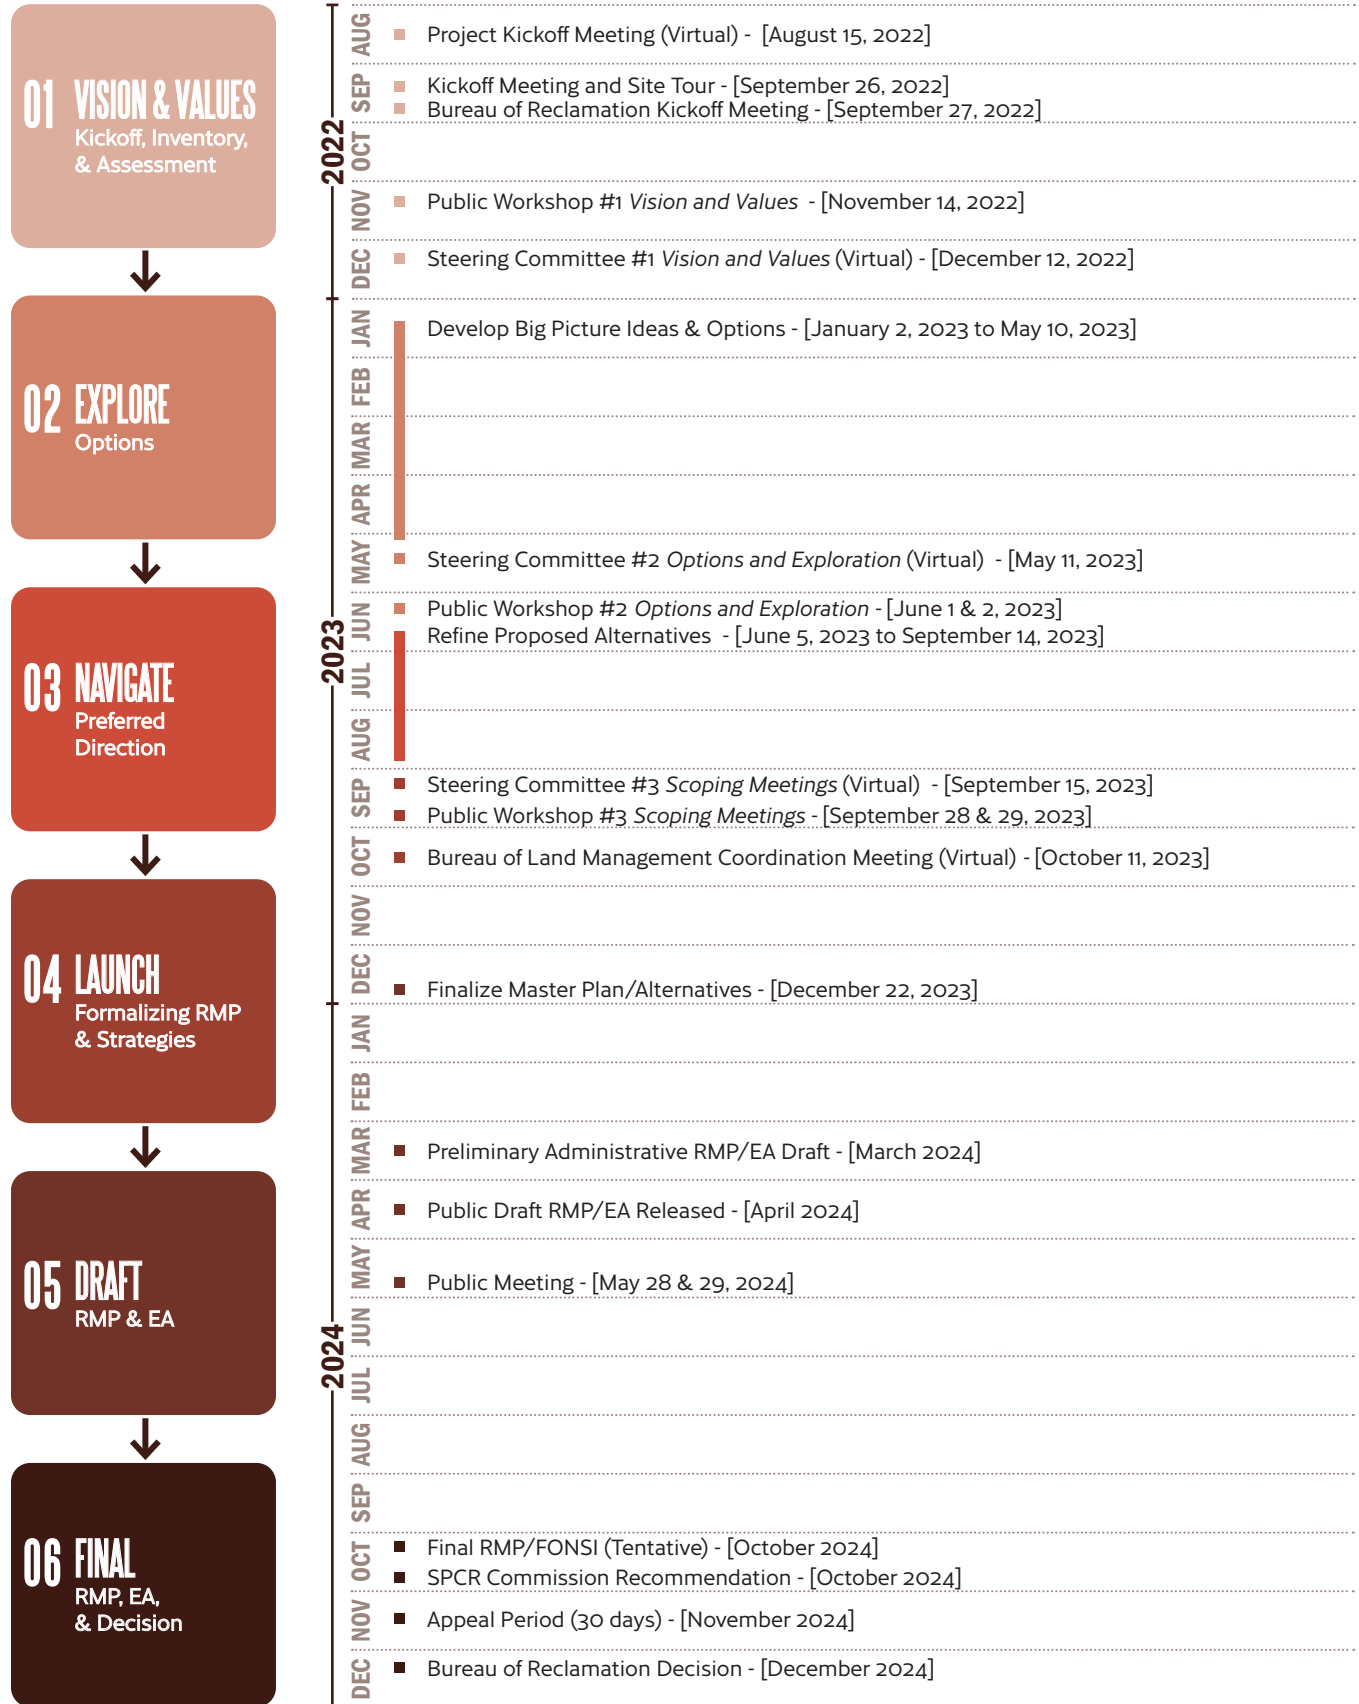 01 VISION & VALUES
Kickoff, Inventory,
& Assessment
02 EXPLORE
Options
03 NAVIGATE
Preferred
Direction
04 LAUNCH
Formalizing RMP
& Strategies
05 DRAFT
RMP & EA
06 FINAL
RMP, EA,
& Decision
2022
AUG
Project Kickoff Meeting (Virtual) - [August 15, 2022]
SEP
Kickoff Meeting and Site Tour - [September 26, 2022]
Bureau of Reclamation Kickoff Meeting - [September 27, 2022]
OCT
NOV
Public Workshop #1 Vision and Values - [November 14, 2022]
DEC
Steering Committee #1 Vision and Values (Virtual) - [December 12, 2022]
2023
JAN
Develop Big Picture Ideas & Options - [January 2, 2023 to May 10, 2023]
FEB
MAR
APR
MAY
Steering Committee #2 Options and Exploration (Virtual) - [May 11, 2023]
JUN
Public Workshop #2 Options and Exploration - [June 1 & 2, 2023]
Refine Proposed Alternatives - [June 5, 2023 to September 14, 2023]
JUL
AUG
SEP
Steering Committee #3 Scoping Meetings (Virtual) - [September 15, 2023]
Public Workshop #3 Scoping Meetings - [September 28 & 29, 2023]
OCT
Bureau of Land Management Coordination Meeting (Virtual) - [October 11, 2023]
NOV
DEC
Finalize Master Plan/Alternatives - [December 22, 2023]
2024
JAN
FEB
MAR
Preliminary Administrative RMP/EA Draft - [March 2024]
APR
Public Draft RMP/EA Released - [April 2024]
MAY
Public Meeting - [May 28 & 29, 2024]
JUN
JUL
AUG
SEP
OCT
Final RMP/FONSI (Tentative) - [October 2024]
SPCR Commission Recommendation - [October 2024]
NOV
Appeal Period (30 days) - [November 2024]
DEC
Bureau of Reclamation Decision - [December 2024]